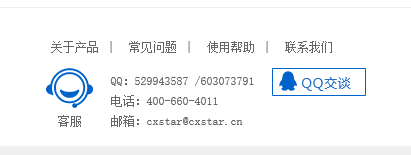 关于产品 | 常见问题 | 使用帮助 | 联系我们
QQ：529943587 /603073791
QQ交谈
电话：400-660-4011
客服
邮箱：cxstar@cxstar.cn